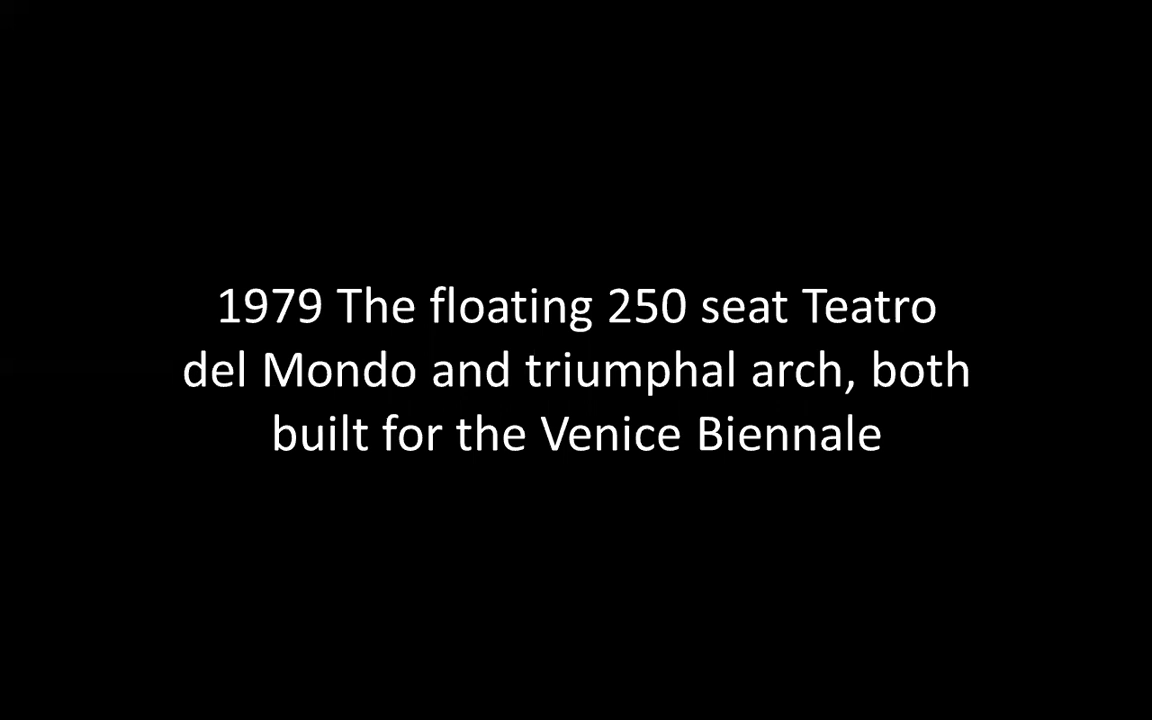 1979 The floating 250 seat Teatro
del Mondo and triumphal arch, both
built for the Venice Biennale